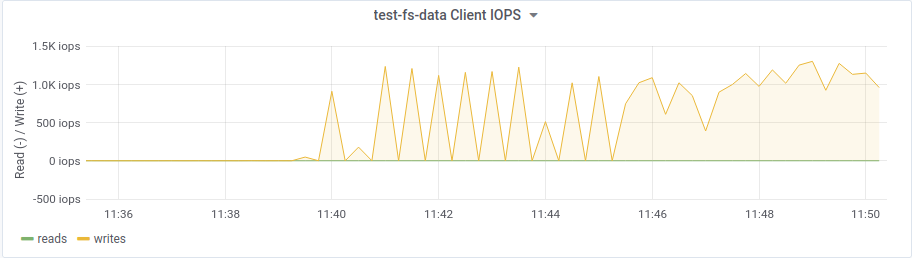 test-fs-data Client IOPS
Read (-) / Write (+)
1.5K iops
1.0K iops
500 iops
0 iops
-500 iops
11:36 11:38 11:40 11:42 11:44 11:46 11:48 11:50
reads writes